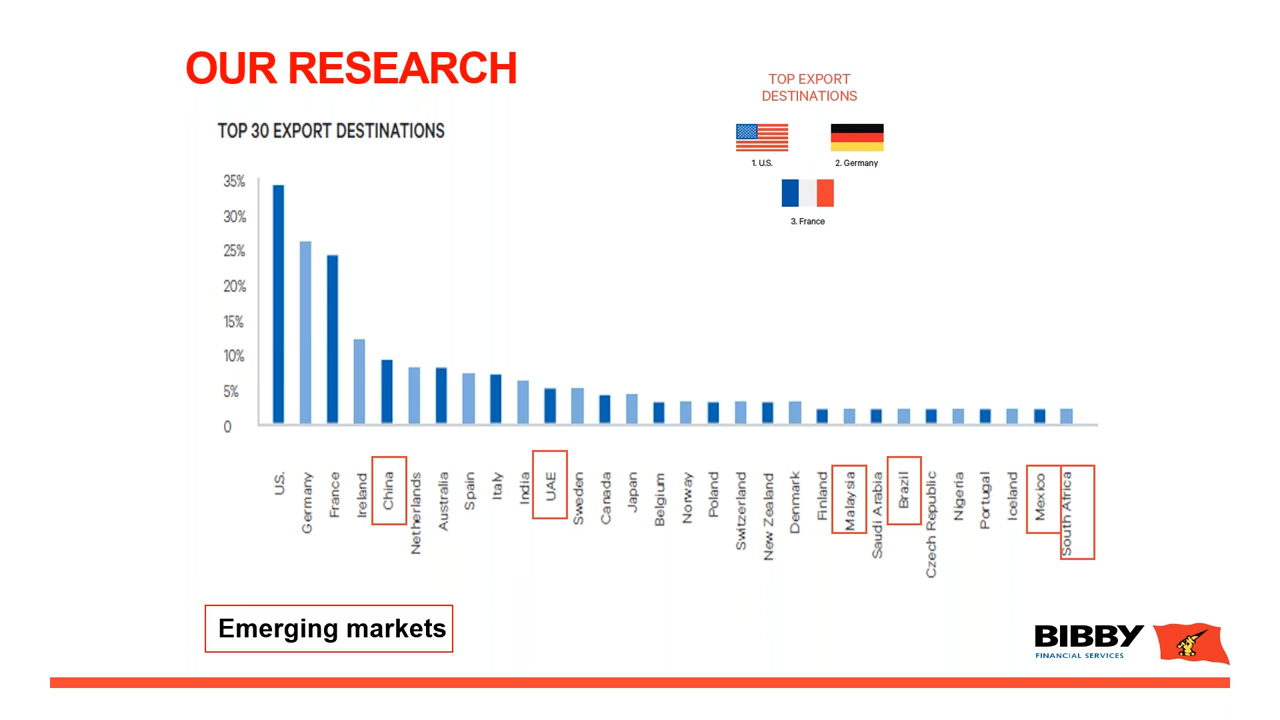 OUR RESEARCH
TOP EXPORT
DESTINATIONS
1. U.S.
2. Germany
3. France
TOP 30 EXPORT DESTINATIONS
35%
30%
25%
20%
15%
10%
5%
0
U.S.
Germany
France
Ireland
China
Netherlands
Australia
Spain
Italy
India
UAE
Sweden
Canada
Japan
Belgium
Norway
Poland
Switzerland
New Zealand
Denmark
Finland
Malaysia
Saudi Arabia
Brazil
Czech Republic
Nigeria
Portugal
Iceland
Mexico
South Africa
Emerging markets
BIBBY
FINANCIAL SERVICES